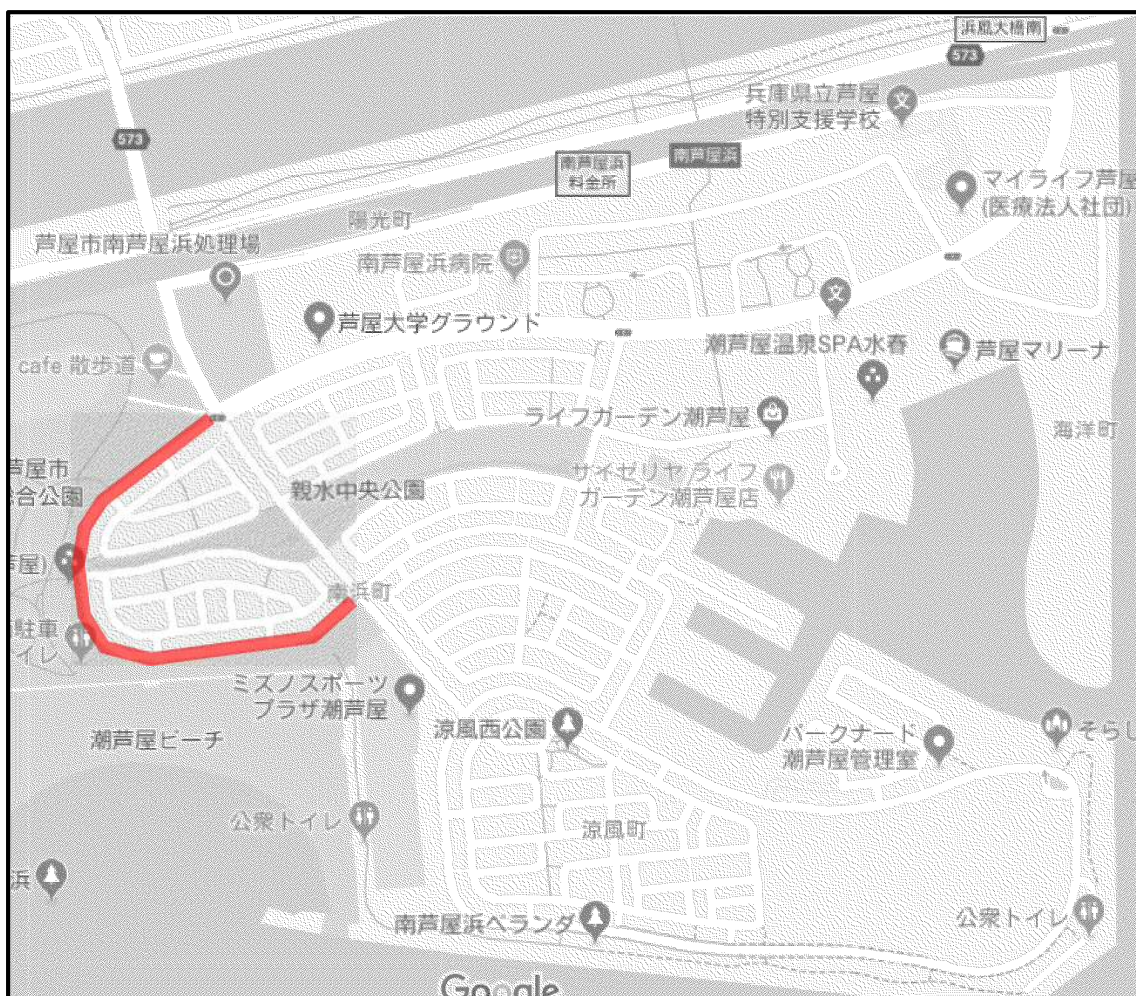 浜風大橋南
573
兵庫県立芦屋
特別支援学校
573
南芦屋浜
料金所
南芦屋浜
マイライフ芦屋
(医療法人社団)
陽光町
芦屋市南芦屋浜処理場
南芦屋浜病院
芦屋大学グラウンド
潮芦屋温泉SPA水春
芦屋マリーナ
cafe 散歩道
ライフガーデン潮芦屋
海洋町
芦屋市
合公園
親水中央公園
サイゼリヤ ライフ
ガーデン潮芦屋店
芦屋)
南浜町
駐車
イレ
ミズノスポーツ
プラザ潮芦屋
涼風西公園
パークナード
潮芦屋管理室
そらし
潮芦屋ビーチ
公衆トイレ
涼風町
浜
南芦屋浜ベランダ
公衆トイレ
Google